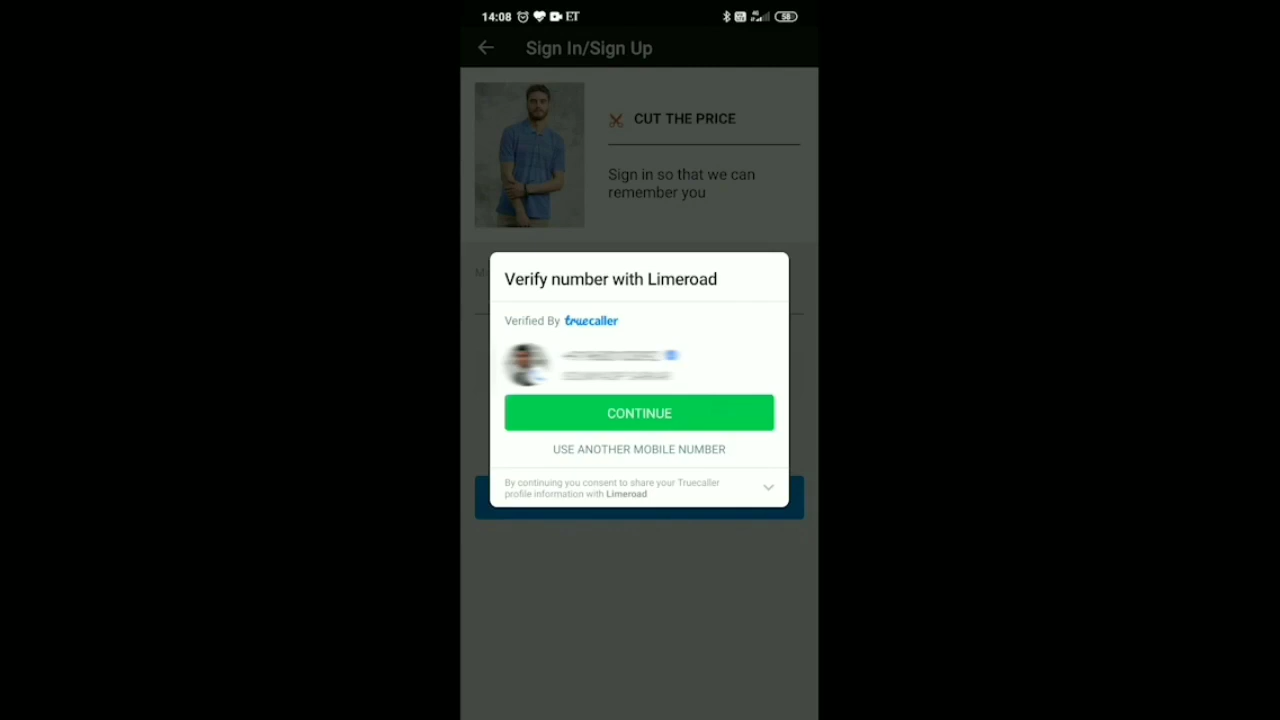 14:08 ET 58
Sign In/Sign Up
CUT THE PRICE
Sign in so that we can
remember you
Verify number with Limeroad
Verified By truecaller
CONTINUE
USE ANOTHER MOBILE NUMBER
By continuing you consent to share your Truecaller
profile information with Limeroad